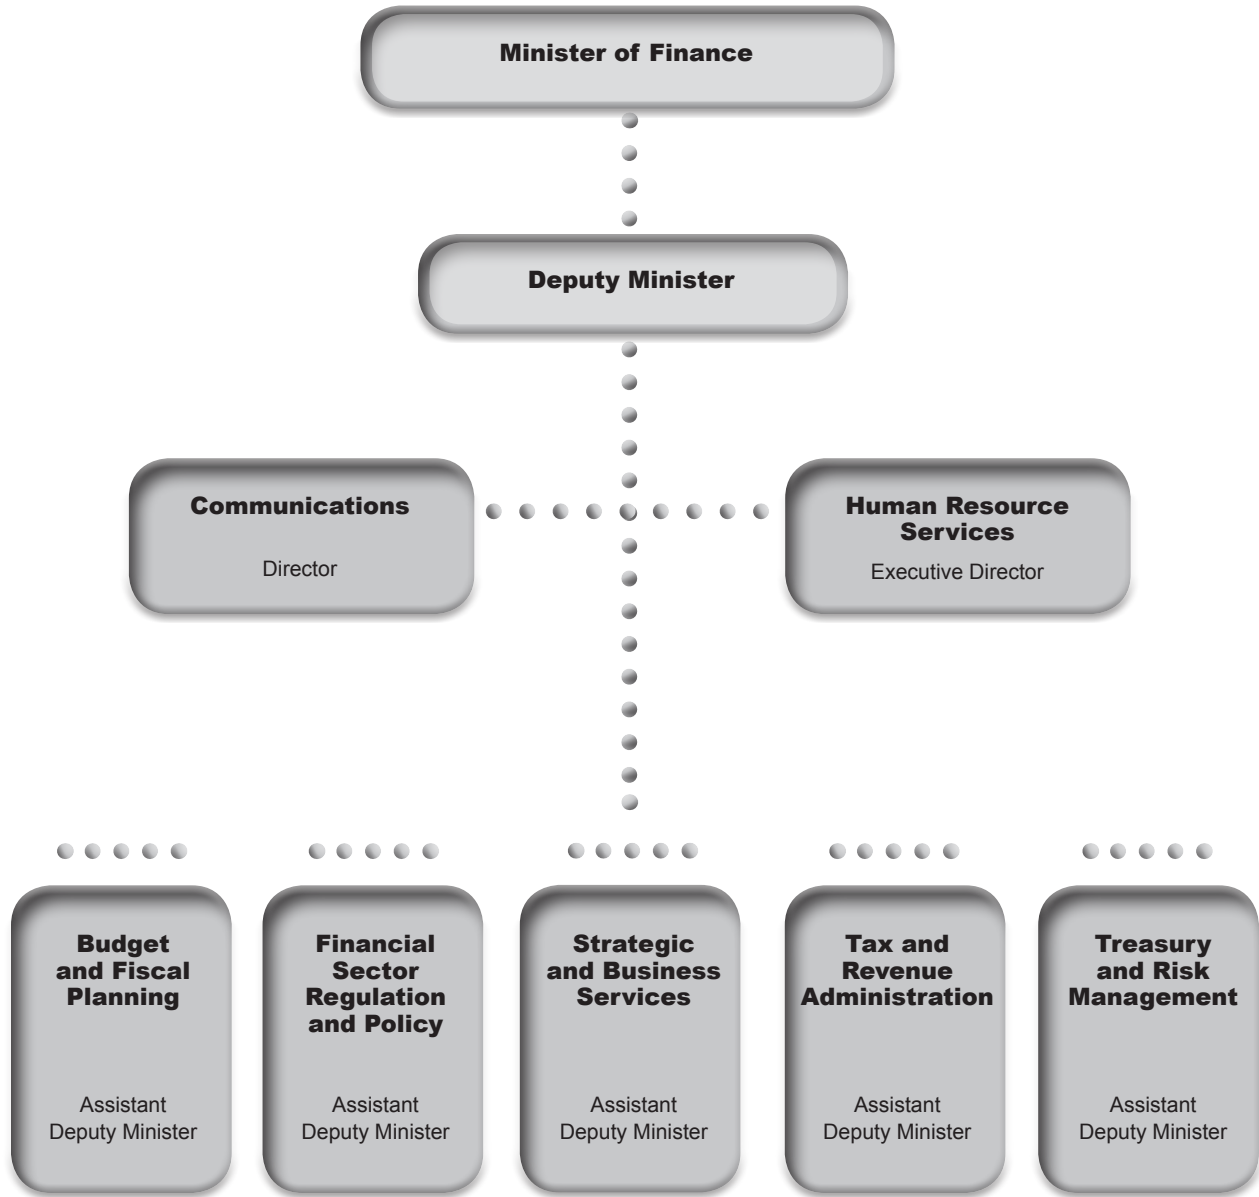 Minister of Finance
Deputy Minister
Communications
Director
Human Resource
Services
Executive Director
Budget
and Fiscal
Planning
Assistant
Deputy Minister
Financial
Sector
Regulation
and Policy
Assistant
Deputy Minister
Strategic
and Business
Services
Assistant
Deputy Minister
Tax and
Revenue
Administration
Assistant
Deputy Minister
Treasury
and Risk
Management
Assistant
Deputy Minister